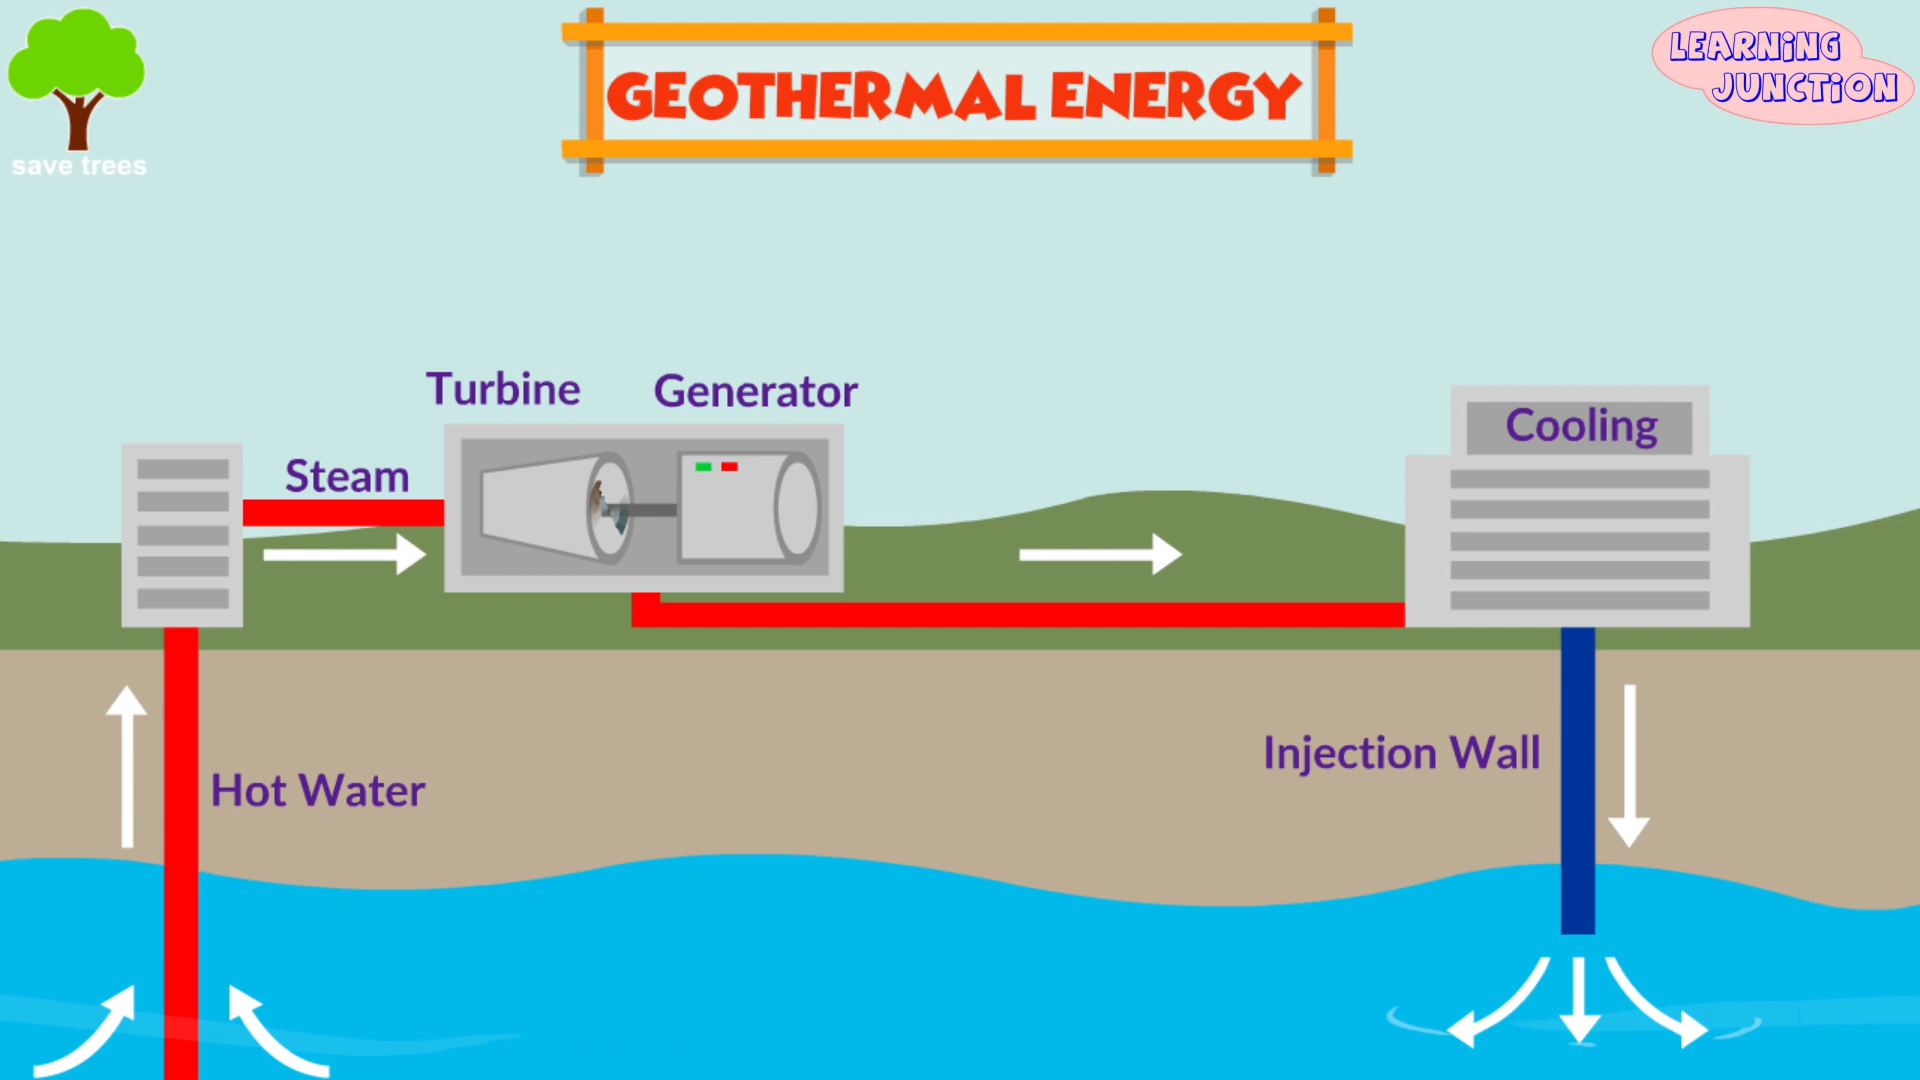 GEOTHERMAL ENERGY
LEARNiNG
JUNCTiON
save trees
Turbine
Generator
Cooling
Steam
Injection Wall
Hot Water